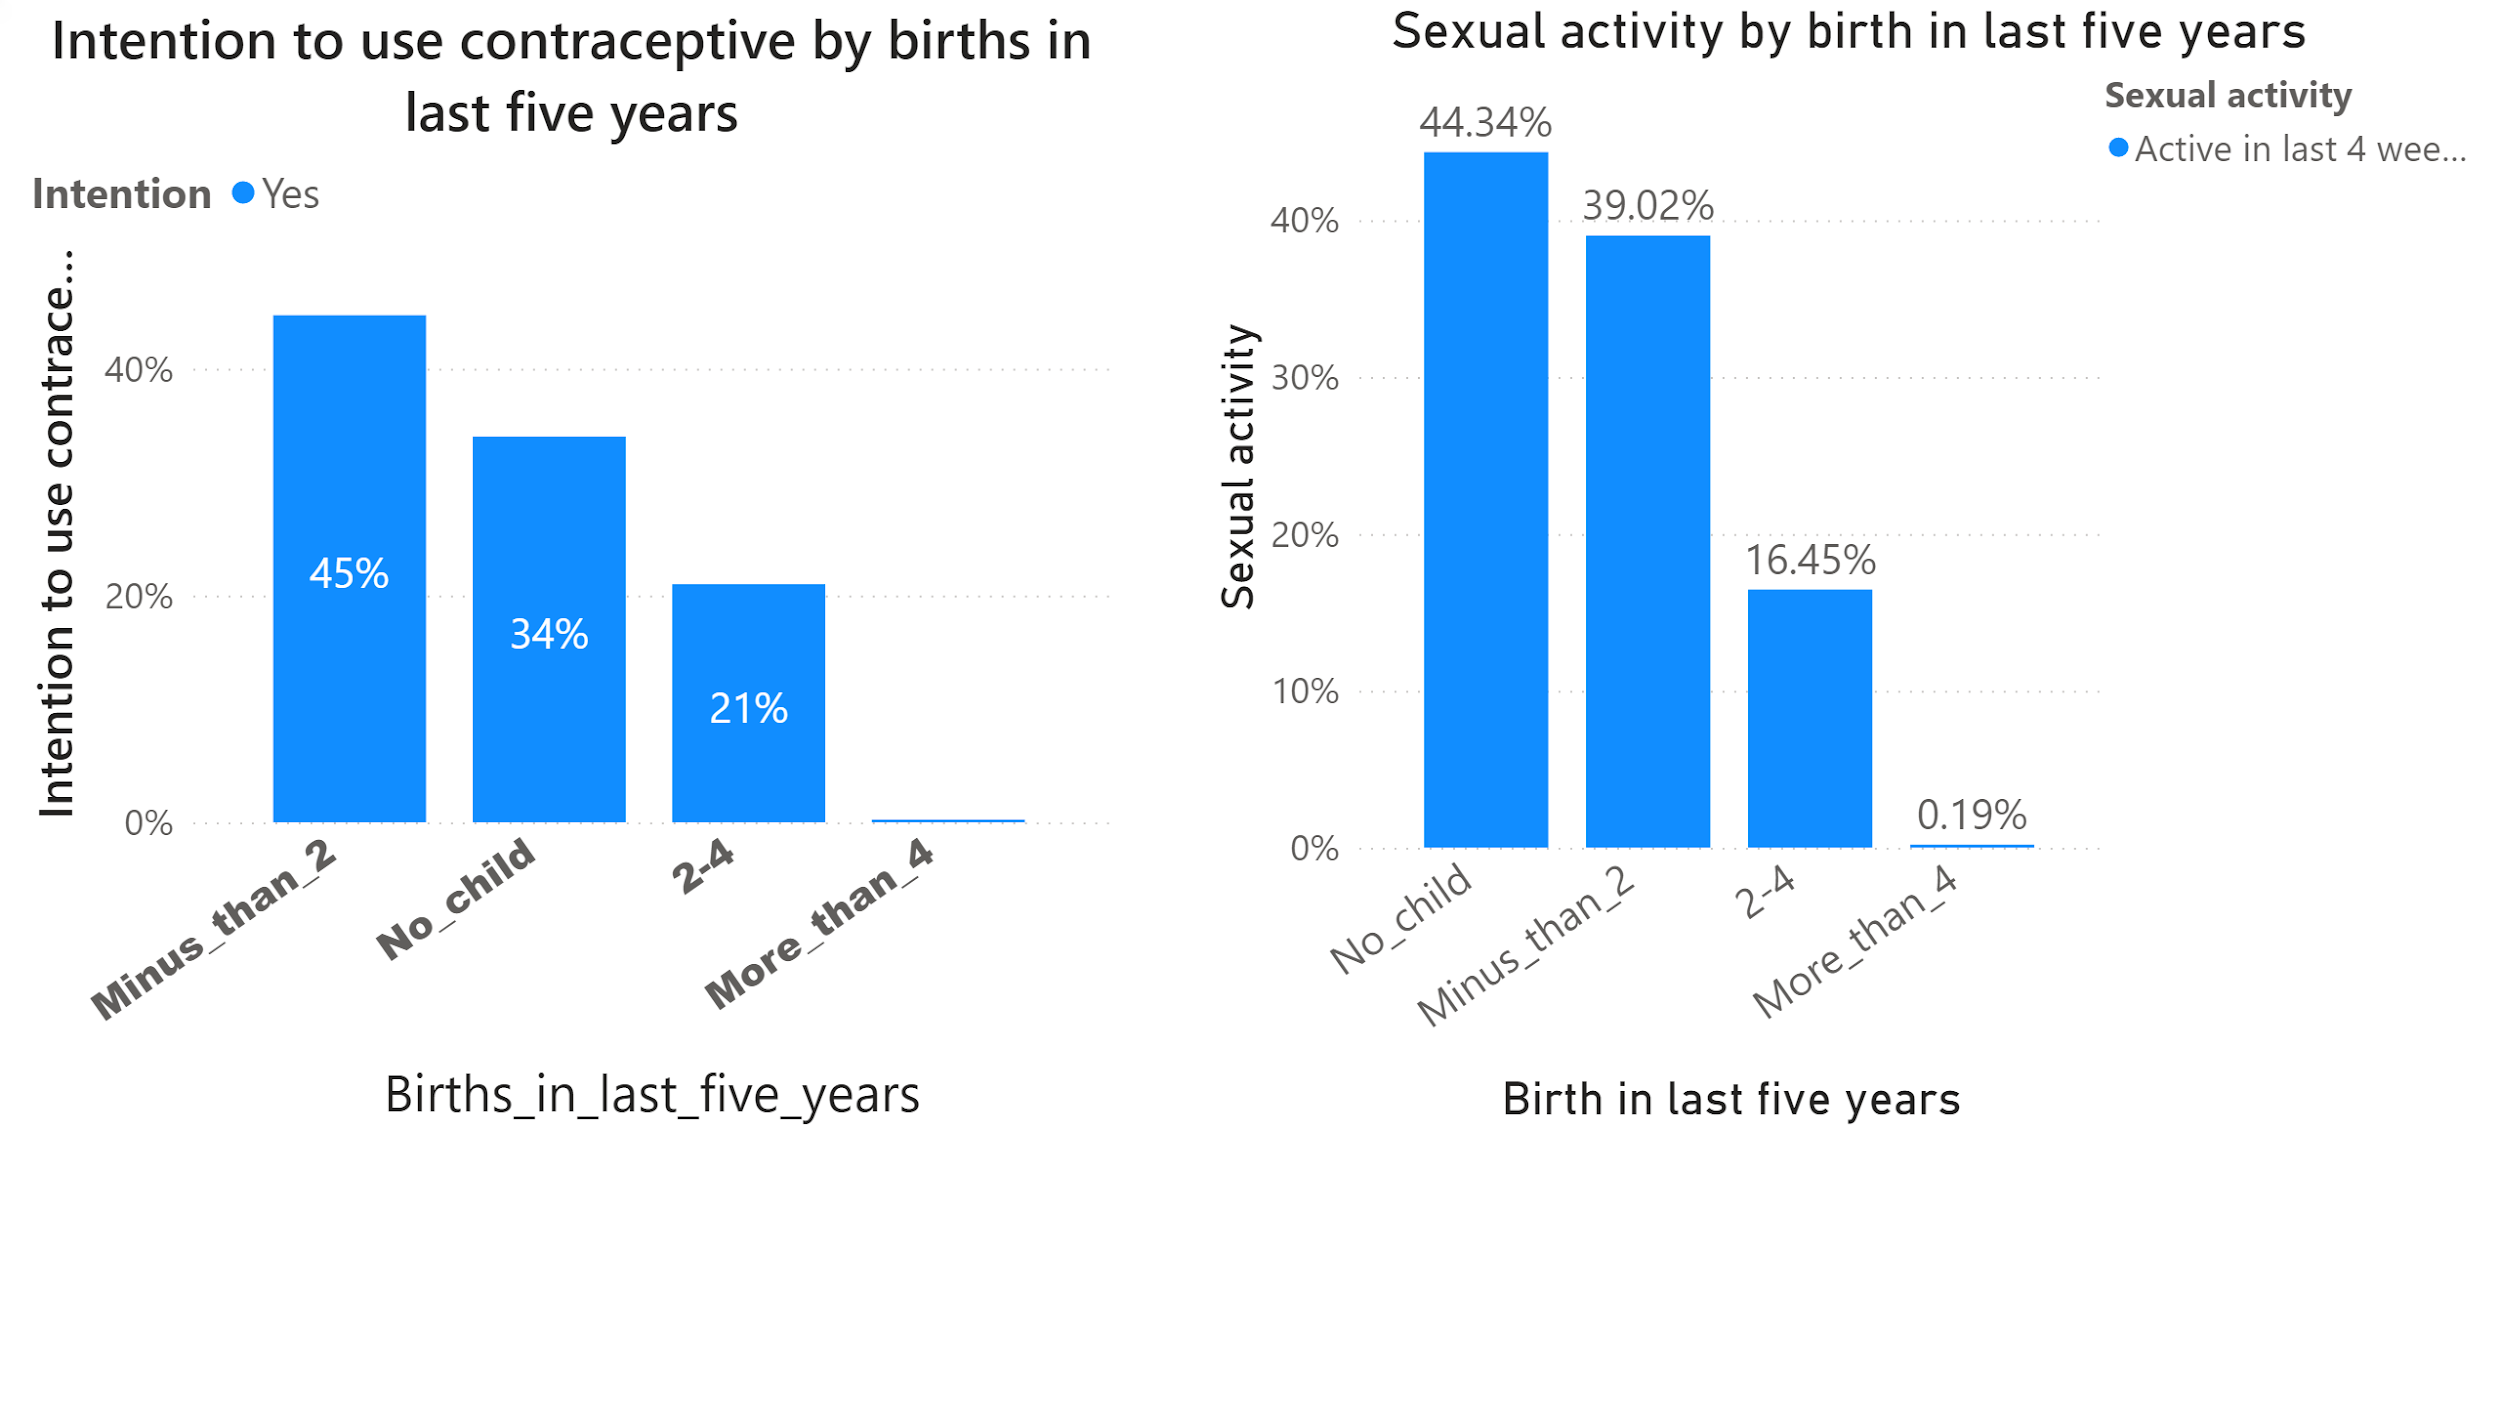 Intention to use contraceptive by births in
last five years
Intention Yes
Intention to use contrace...
40%
20%
0%
45%
34%
21%
Minus_than_2
No_child
2-4
More_than_4
Births_in_last_five_years
Sexual activity by birth in last five years
Sexual activity
Active in last 4 wee...
Sexual activity
40%
30%
20%
10%
0%
44.34%
39.02%
16.45%
0.19%
No_child
Minus_than_2
2-4
More_than_4
Birth in last five years